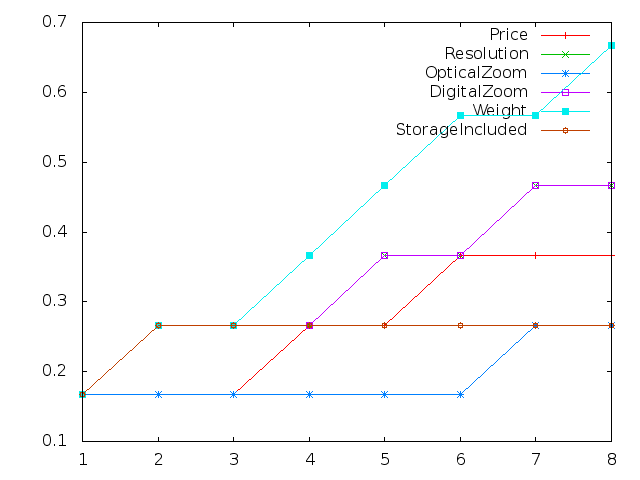 0.7
0.6
0.5
0.4
0.3
0.2
0.1
1 2 3 4 5 6 7 8
Price
Resolution
OpticalZoom
DigitalZoom
Weight
StorageIncluded